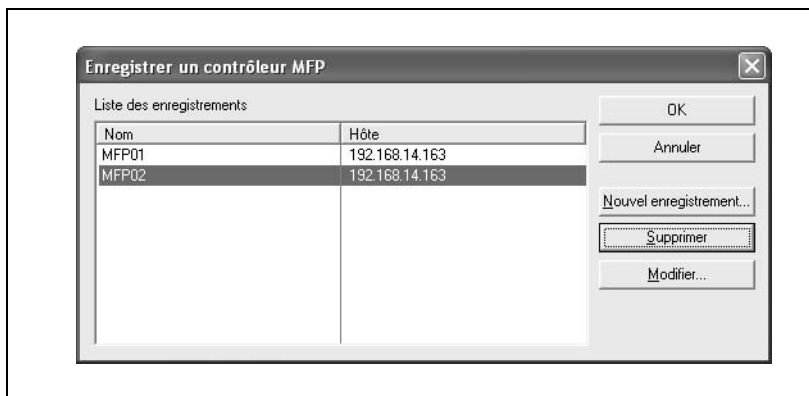 Enregistrer un contrôleur MFP
Liste des enregistrements
Nom Hôte
MFP01 192.168.14.163
MFP02 192.168.14.163
OK
Annuler
Nouvel enregistrement...
Supprimer
Modifier...